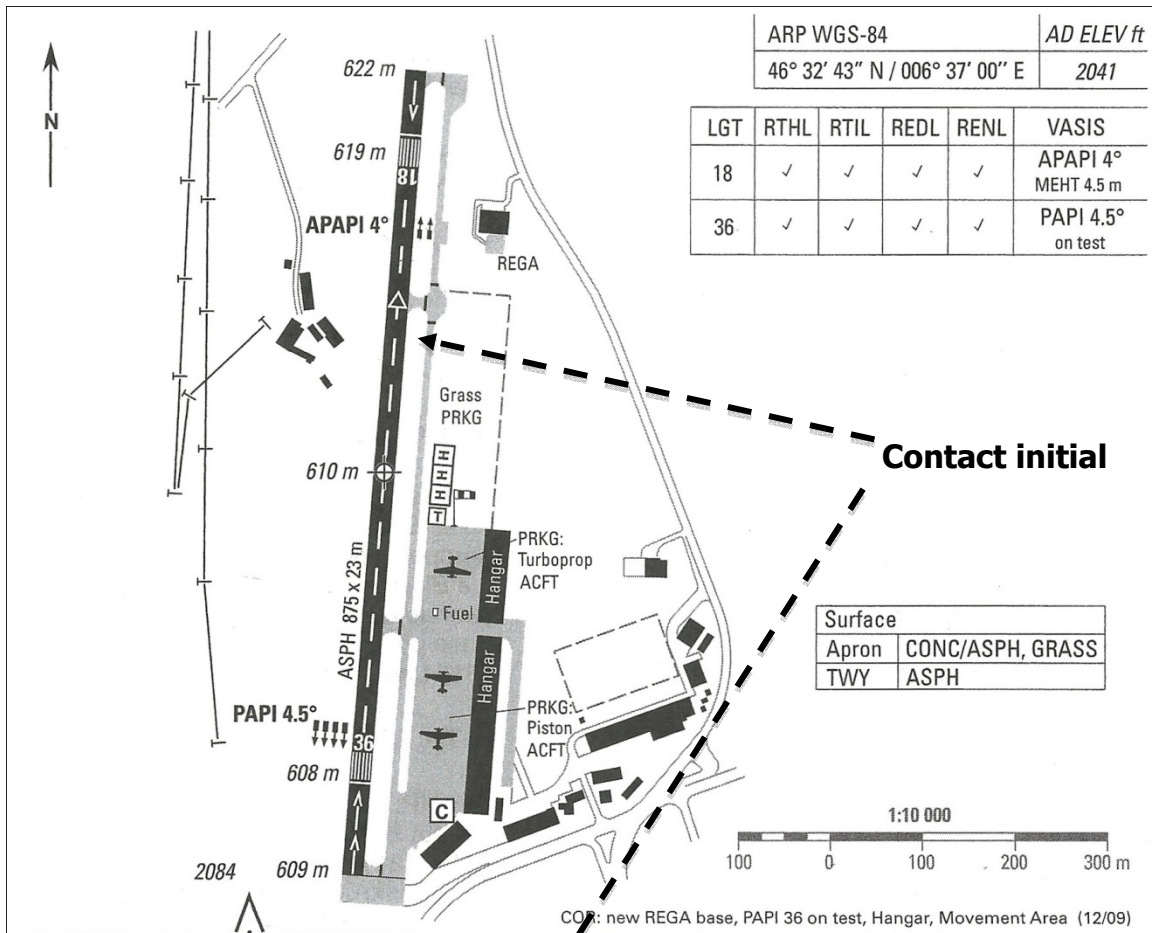 ARP WGS-84 AD ELEV ft
46° 32' 43" N / 006° 37' 00'' E 2041
LGT RTHL RTIL REDL RENL VASIS
18 ✓ ✓ ✓ ✓ APAPI 4°
MEHT 4.5 m
36 ✓ ✓ ✓ ✓ PAPI 4.5°
on test
N
622 m
619 m
18
APAPI 4°
REGA
Grass
PRKG
Contact initial
610 m
H
H
H
T
PRKG:
Turboprop
ACFT
Hangar
Fuel
ASPH 875 x 23 m
Hangar
Surface
Apron CONC/ASPH, GRASS
TWY ASPH
PAPI 4.5°
PRKG:
Piston
ACFT
36
608 m
C
1:10 000
100 0 100 200 300 m
2084
609 m
COR: new REGA base, PAPI 36 on test, Hangar, Movement Area (12/09)